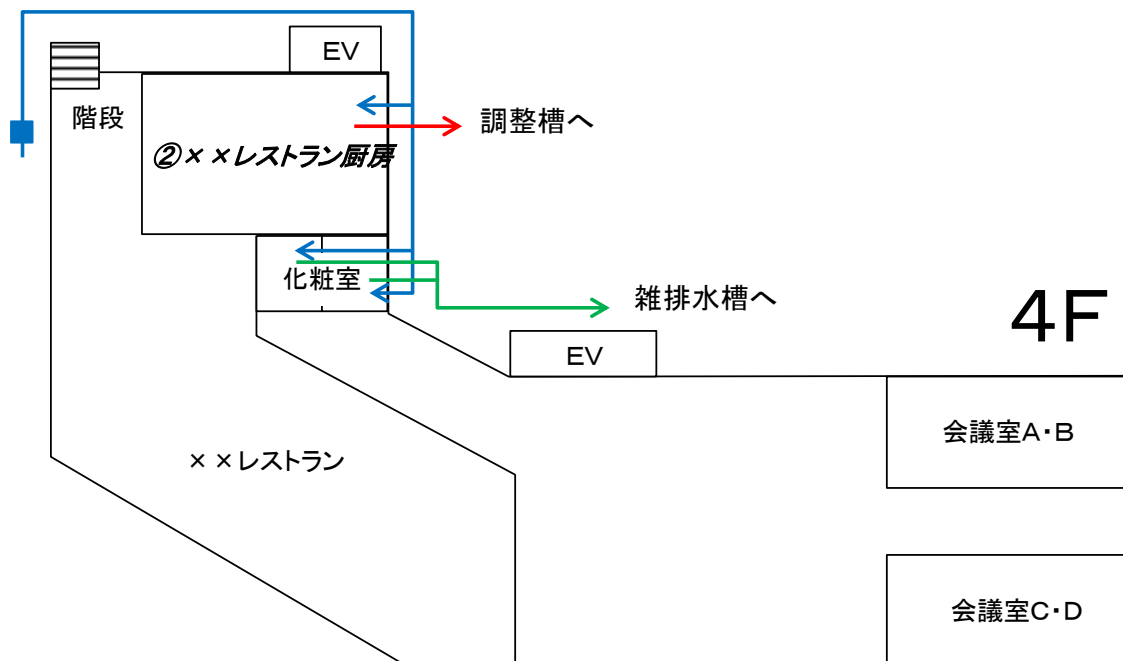 EV
階段
調整槽へ
②××レストラン厨房
化粧室
雑排水槽へ
4F
EV
会議室A・B
××レストラン
会議室C・D